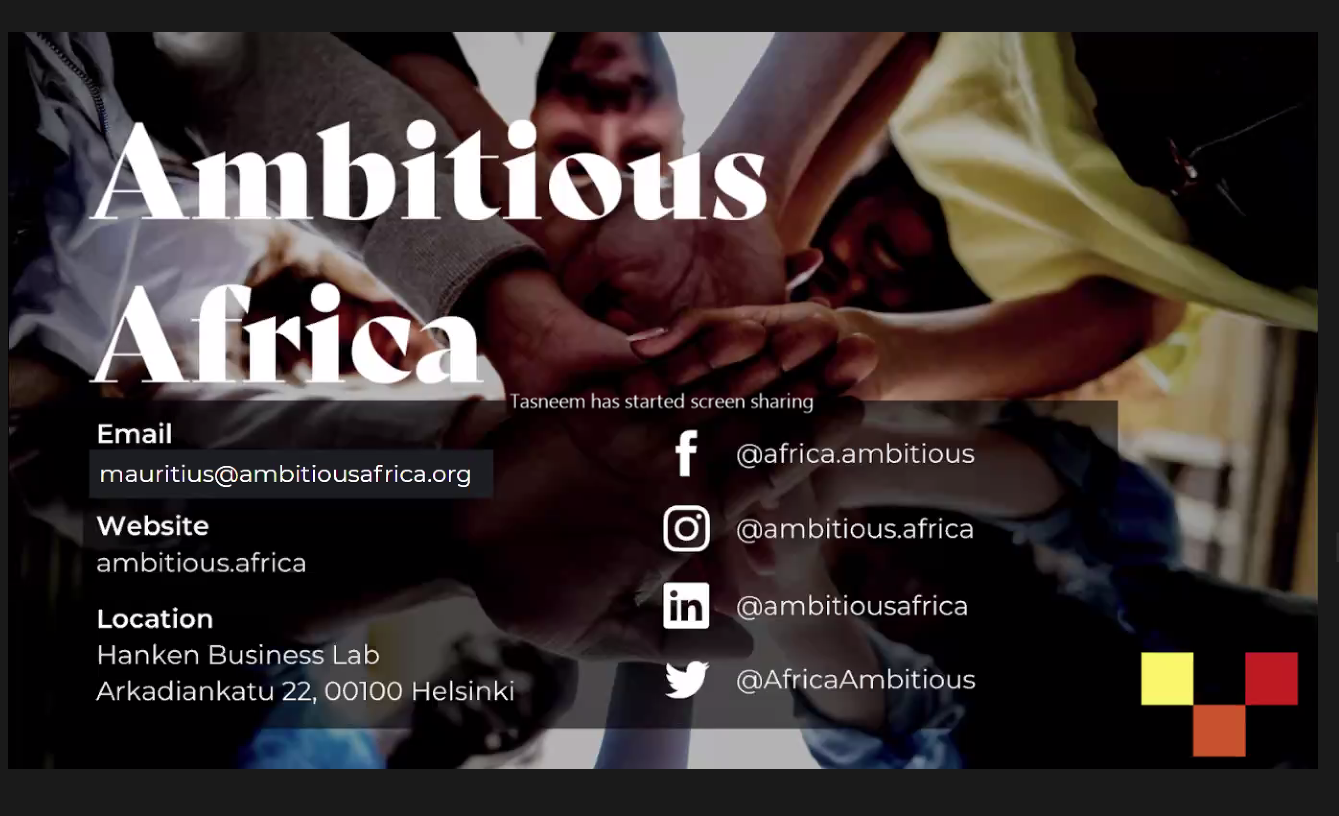 Ambitious
Africa
Tasneem has started screen sharing
Email
mauritius@ambitiousafrica.org
Website
ambitious.africa
Location
Hanken Business Lab
Arkadiankatu 22, 00100 Helsinki
@africa.ambitious
@ambitious.africa
in
@ambitiousafrica
@AfricaAmbitious